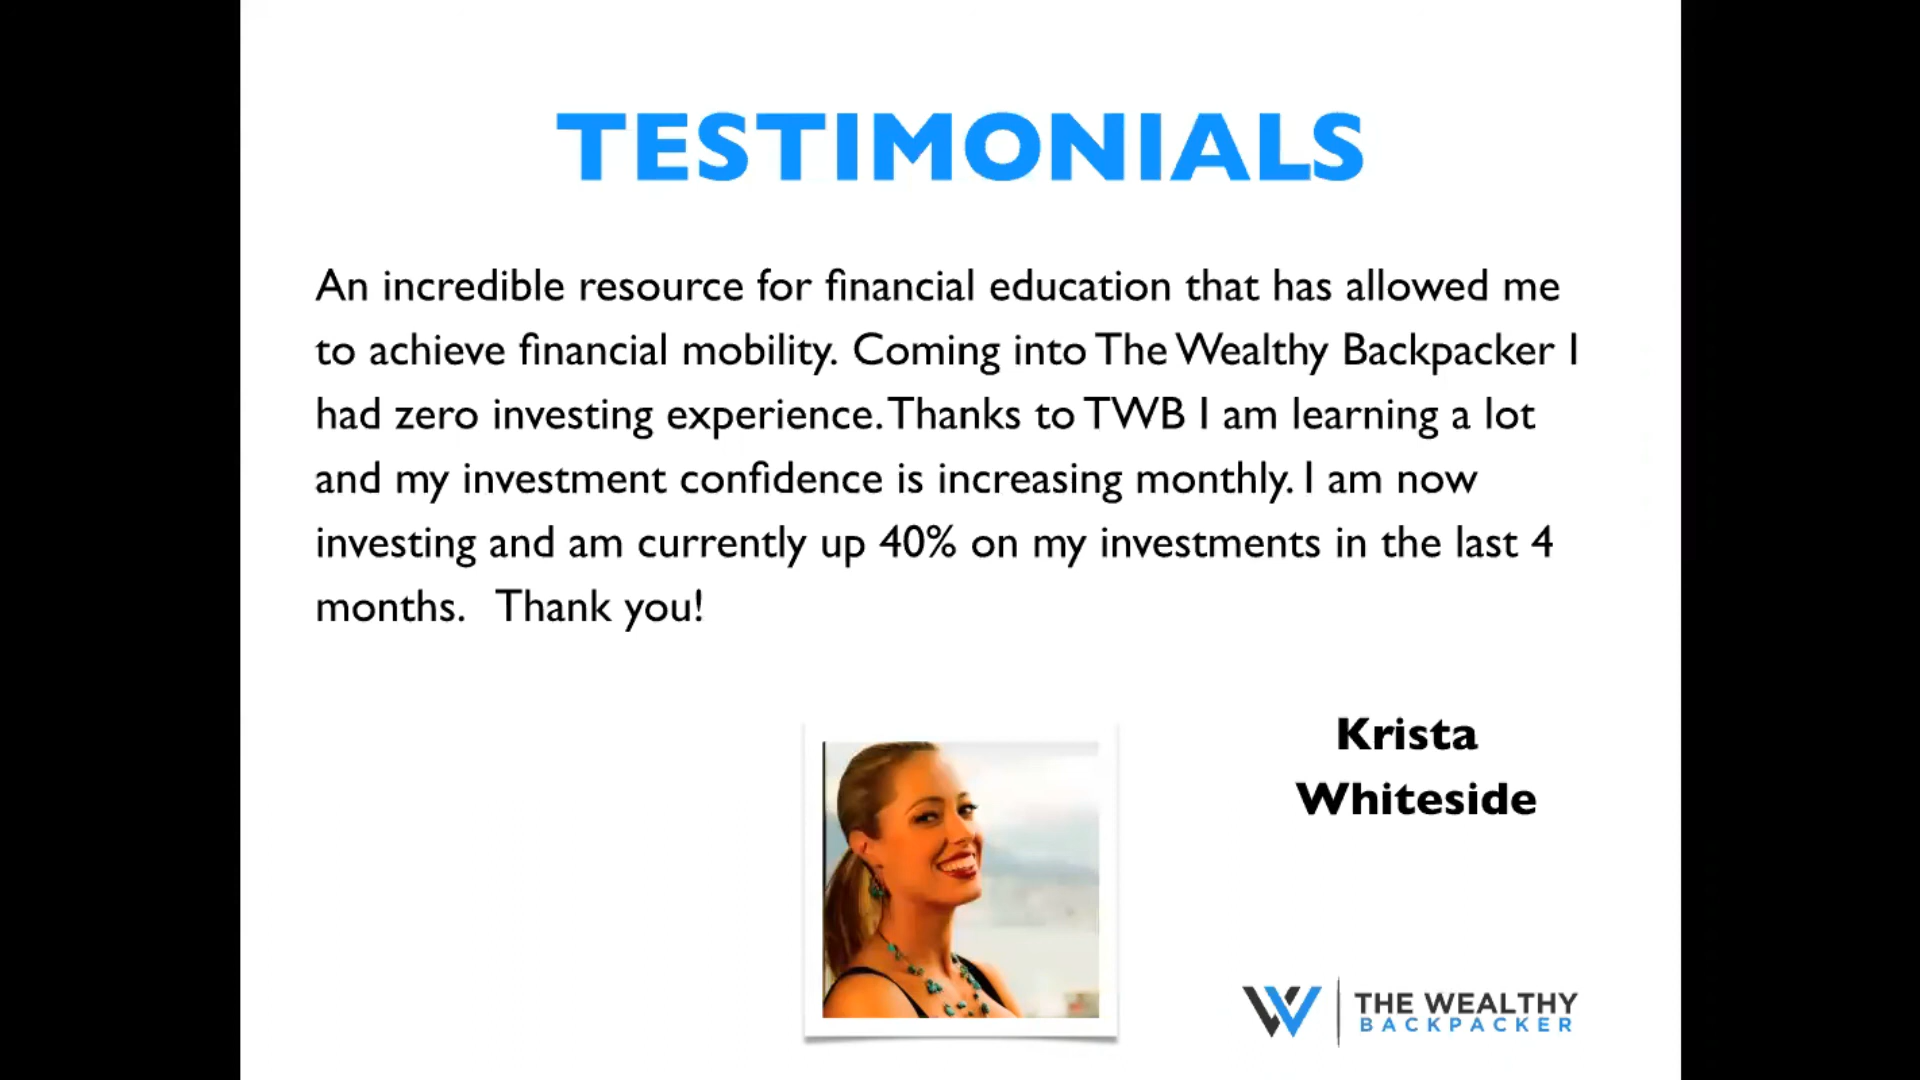 TESTIMONIALS
An incredible resource for financial education that has allowed me
to achieve financial mobility. Coming into The Wealthy Backpacker I
had zero investing experience. Thanks to TWB I am learning a lot
and my investment confidence is increasing monthly. I am now
investing and am currently up 40% on my investments in the last 4
months. Thank you!
Krista
Whiteside
THE WEALTHY
BACKPACKER